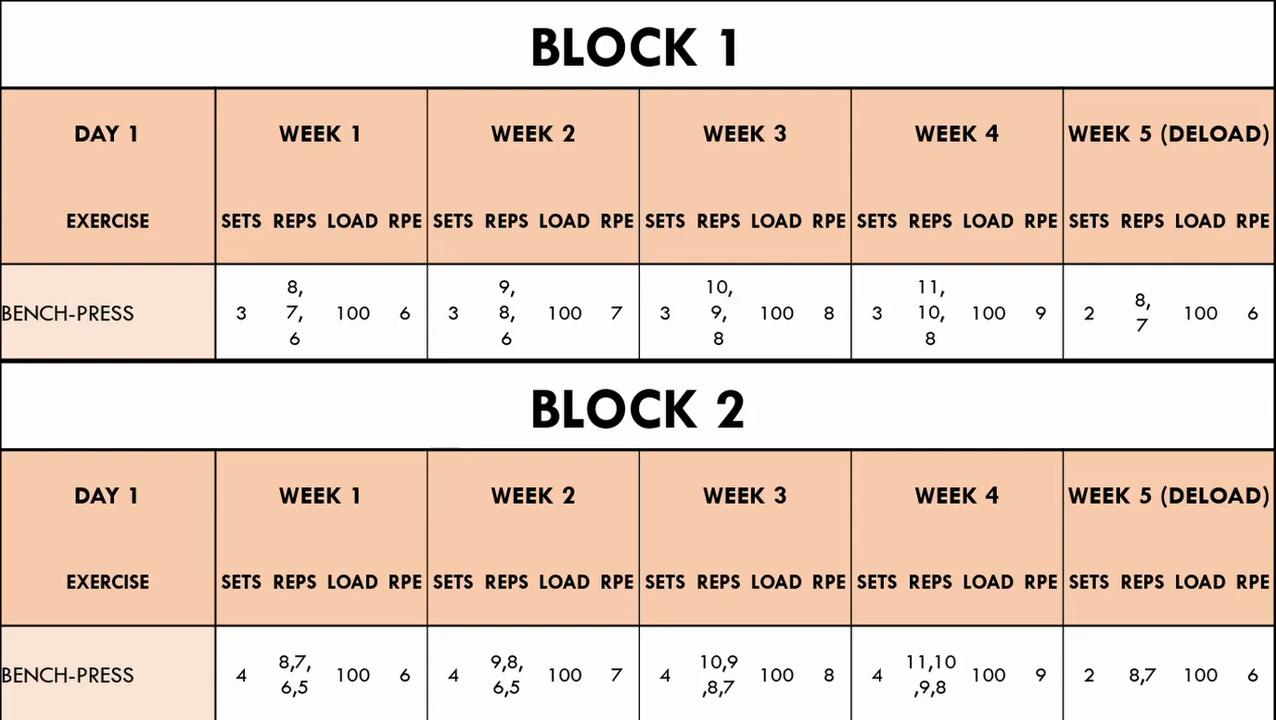 BLOCK 1
DAY 1 WEEK 1 WEEK 2 WEEK 3 WEEK 4 WEEK 5 (DELOAD)
EXERCISE SETS REPS LOAD RPE SETS REPS LOAD RPE SETS REPS LOAD RPE SETS REPS LOAD RPE SETS REPS LOAD RPE
BENCH-PRESS 3 8, 7, 6 100 6 3 9, 8, 6 100 7 3 10, 9, 8 100 8 3 11, 10, 8 100 9 2 8, 7 100 6
BLOCK 2
DAY 1 WEEK 1 WEEK 2 WEEK 3 WEEK 4 WEEK 5 (DELOAD)
EXERCISE SETS REPS LOAD RPE SETS REPS LOAD RPE SETS REPS LOAD RPE SETS REPS LOAD RPE SETS REPS LOAD RPE
BENCH-PRESS 4 8,7, 6,5 100 6 4 9,8, 6,5 100 7 4 10,9 ,8,7 100 8 4 11,10 ,9,8 100 9 2 8,7 100 6